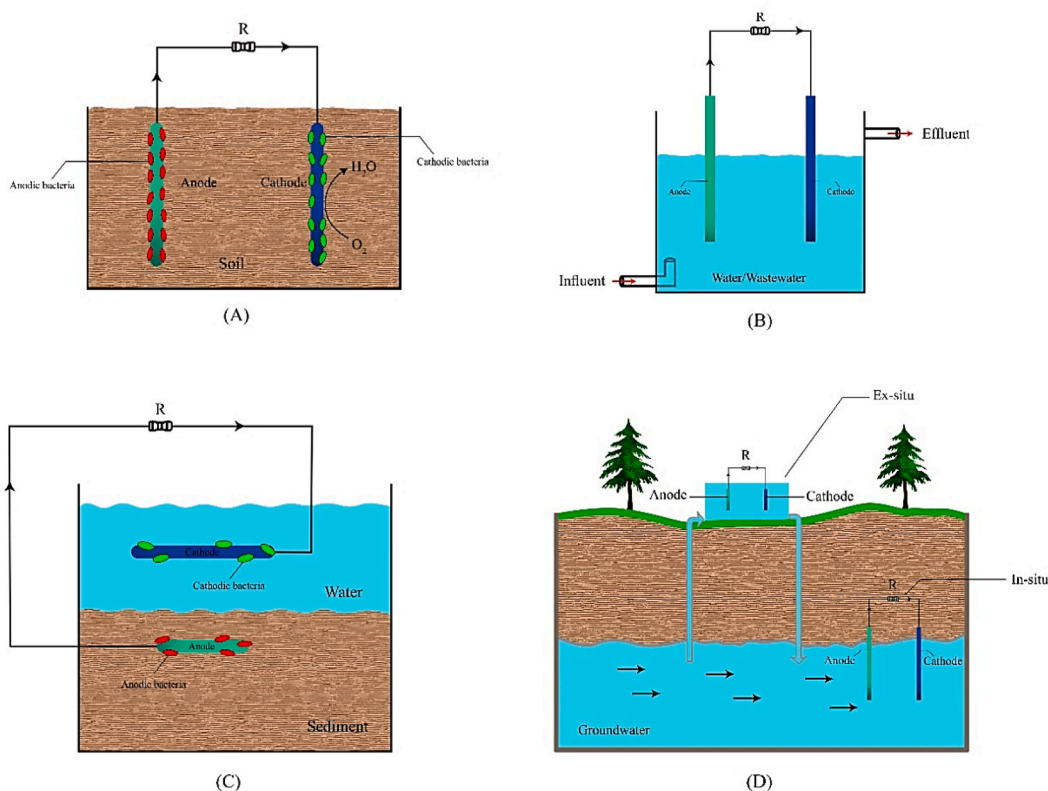 R
Anodic bacteria
Anode
Cathode
Cathodic bacteria
H₂O
O₂
Soil
(A)
R
Effluent
Anode
Cathode
Influent
Water/Wastewater
(B)
R
Cathode
Cathodic bacteria
Water
Anode
Anodic bacteria
Sediment
(C)
Ex-situ
R
Anode
Cathode
In-situ
R
Anode
Cathode
Groundwater
(D)